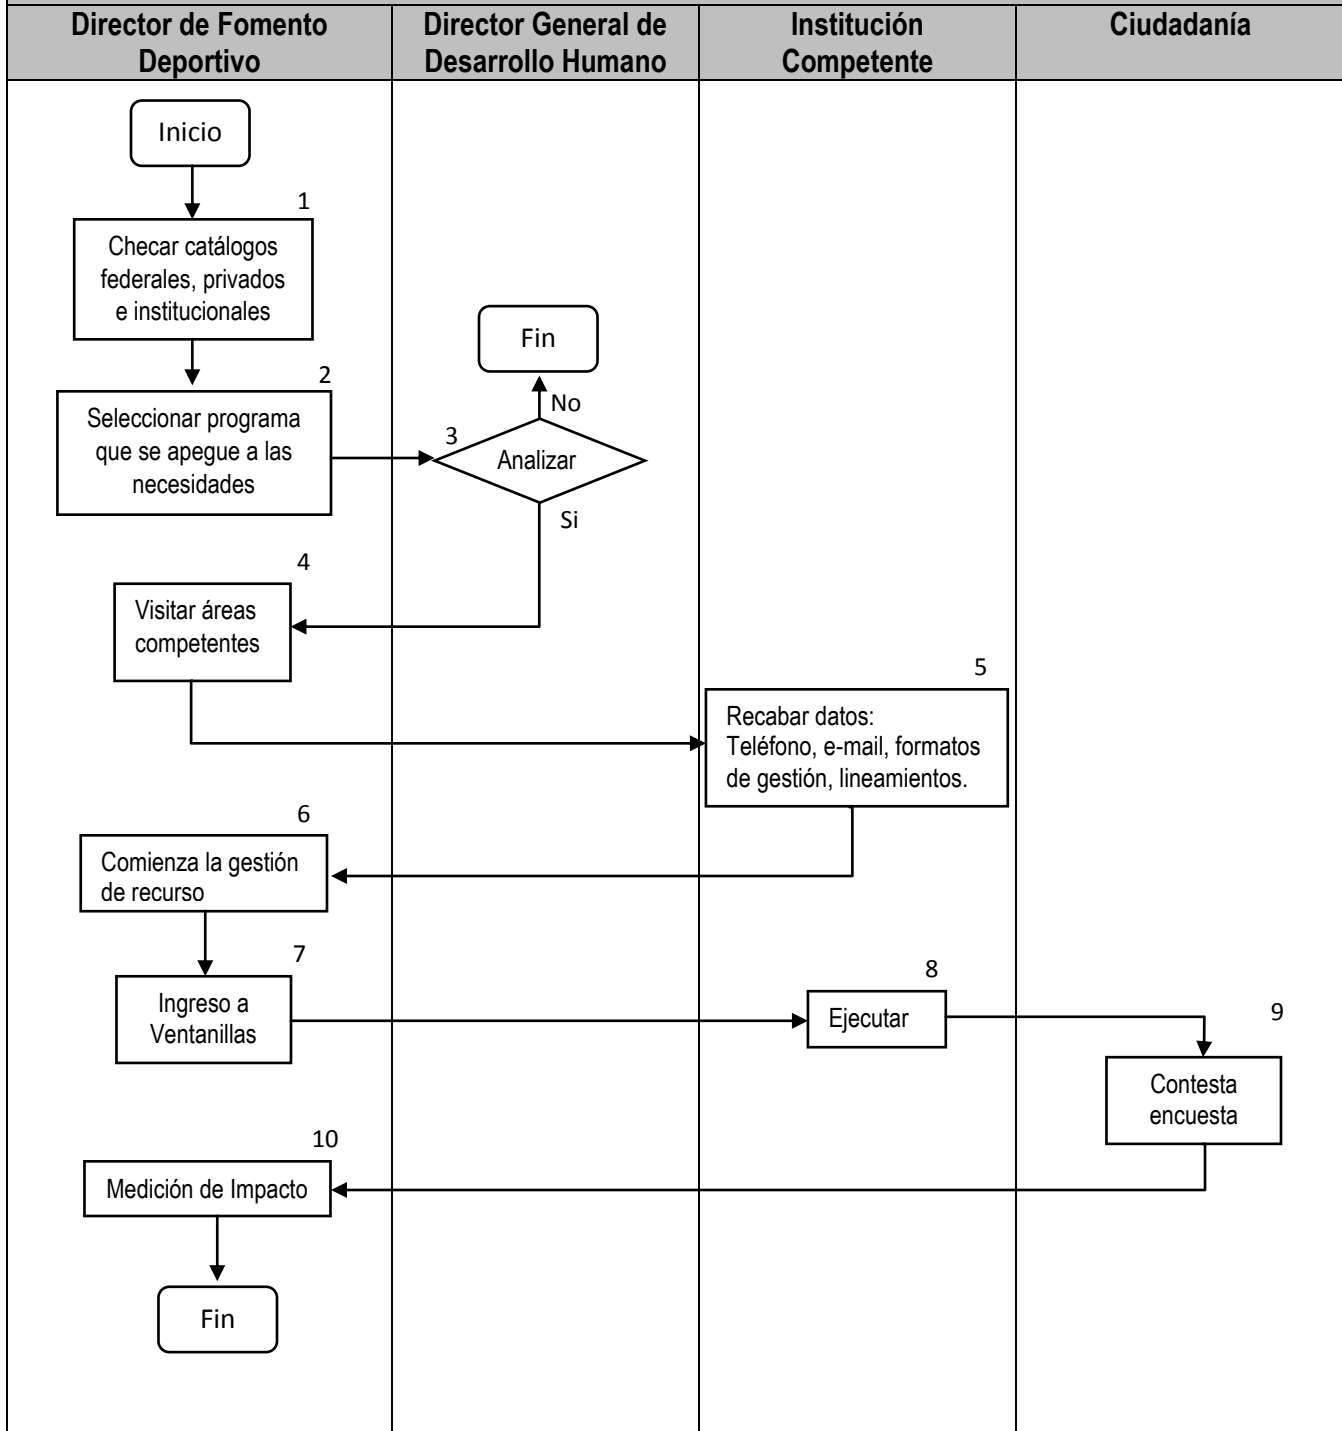 Director de Fomento
Deportivo
Director General de
Desarrollo Humano
Institución
Competente
Ciudadanía
Inicio
1
Checar catálogos
federales, privados
e institucionales
Fin
2
No
Seleccionar programa
que se apegue a las
necesidades
3
Analizar
Si
4
Visitar áreas
competentes
5
Recabar datos:
Teléfono, e-mail, formatos
de gestión, lineamientos.
6
Comienza la gestión
de recurso
7
Ingreso a
Ventanillas
8
Ejecutar
9
Contesta
encuesta
10
Medición de Impacto
Fin